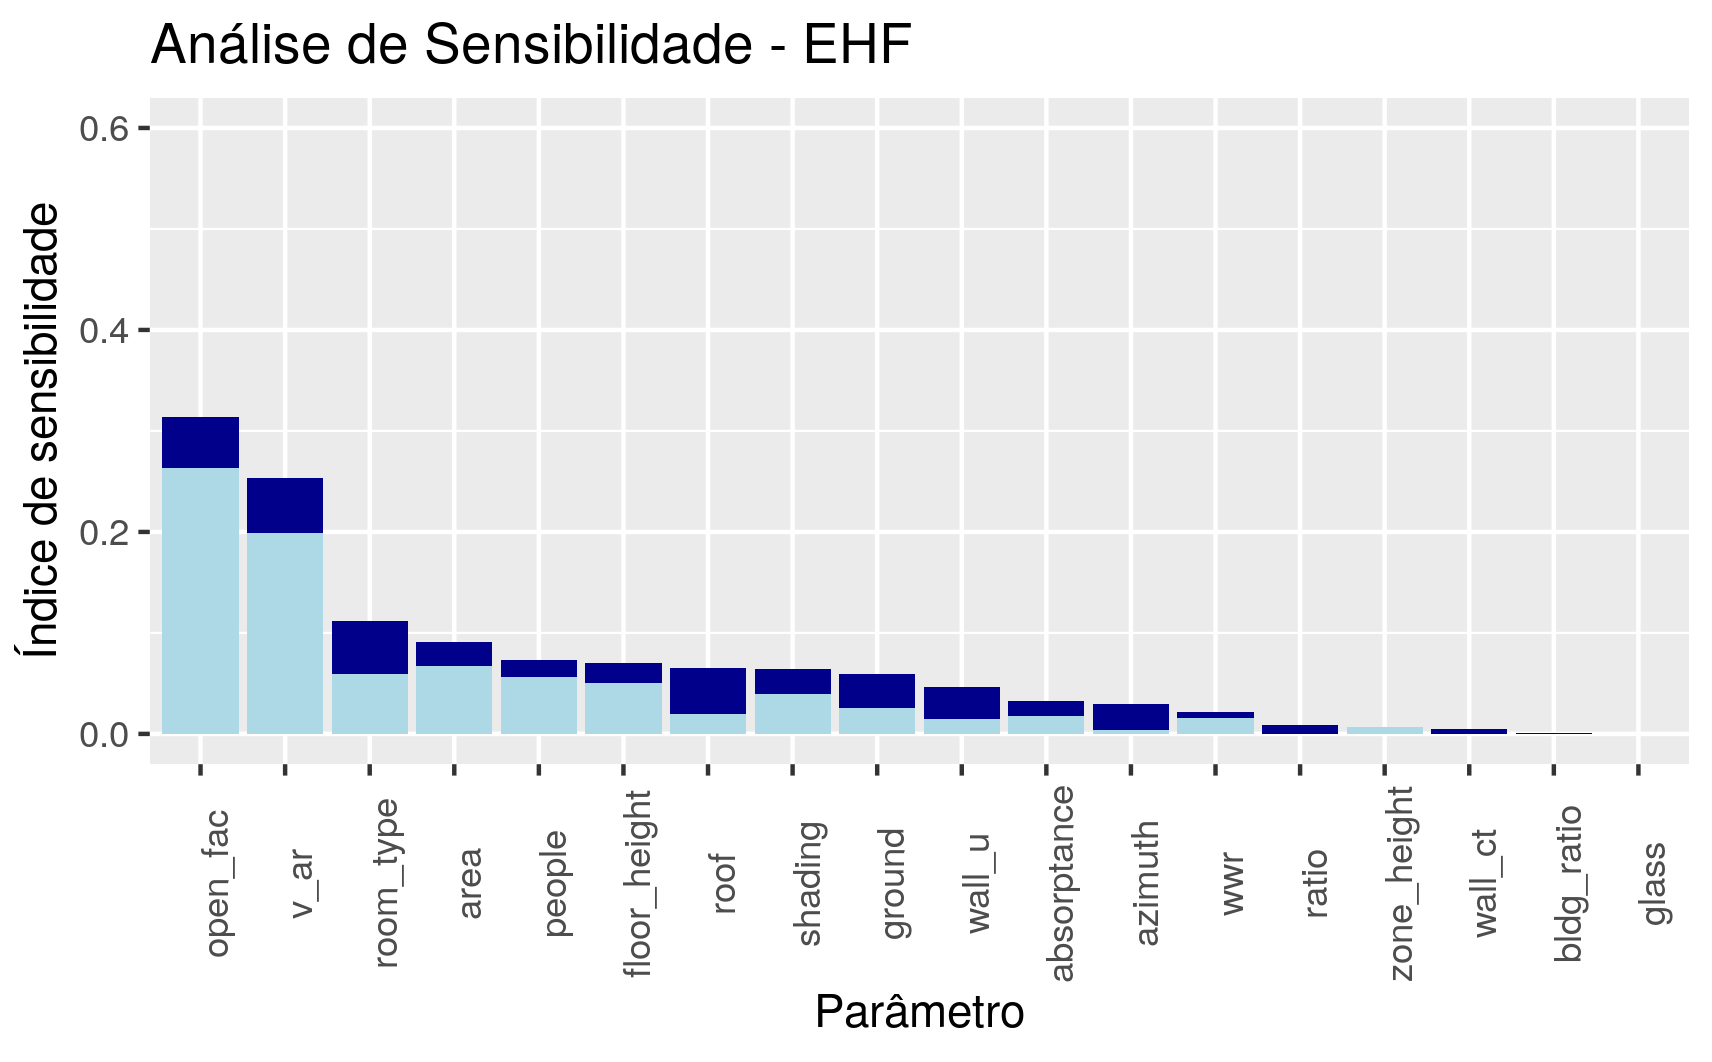 Análise de Sensibilidade - EHF
Índice de sensibilidade
0.6
0.4
0.2
0.0
open_fac
v_ar
room_type
area
people
floor_height
roof
shading
ground
wall_u
absorptance
azimuth
wwr
ratio
zone_height
wall_ct
bldg_ratio
glass
Parâmetro